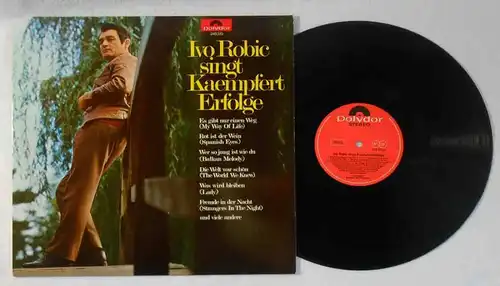 Polydor
Ivo Robic
singt
Kaempfert
Erfolge
Es gibt nur einen Weg
(My Way Of Life)
Rot ist der Wein
(Spanish Eyes)
Wer so jung ist wie du
(Balkan Melody)
Die Welt war schön
(The World We Knew)
Was wird bleiben
(Lady)
Fremde in der Nacht
(Strangers In The Night)
und viele andere
Polydor
STEREO